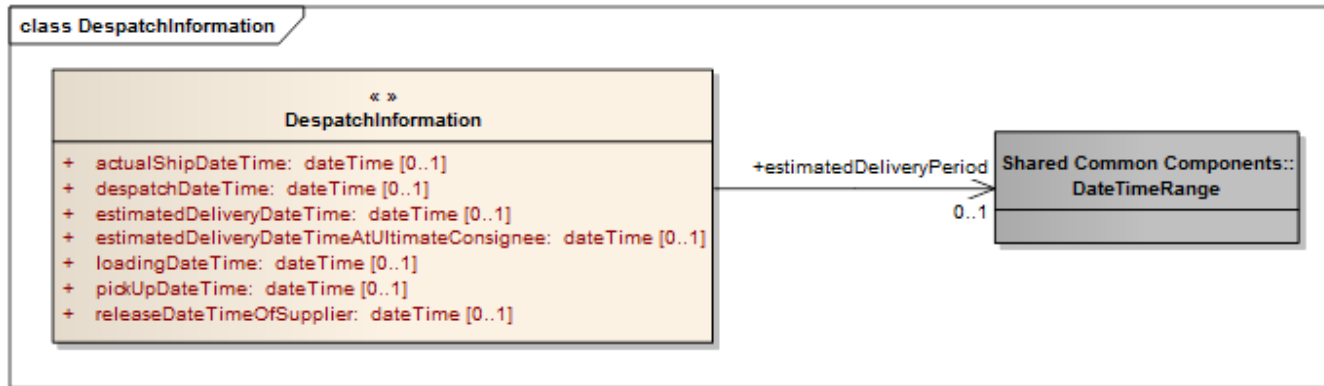 class DespatchInformation
« »
DespatchInformation
+ actualShipDateTime: dateTime [0..1]
+ despatchDateTime: dateTime [0..1]
+ estimatedDeliveryDateTime: dateTime [0..1]
+ estimatedDeliveryDateTimeAtUltimateConsignee: dateTime [0..1]
+ loadingDateTime: dateTime [0..1]
+ pickUpDateTime: dateTime [0..1]
+ releaseDateTimeOfSupplier: dateTime [0..1]
+estimatedDeliveryPeriod
0..1
Shared Common Components::
DateTimeRange